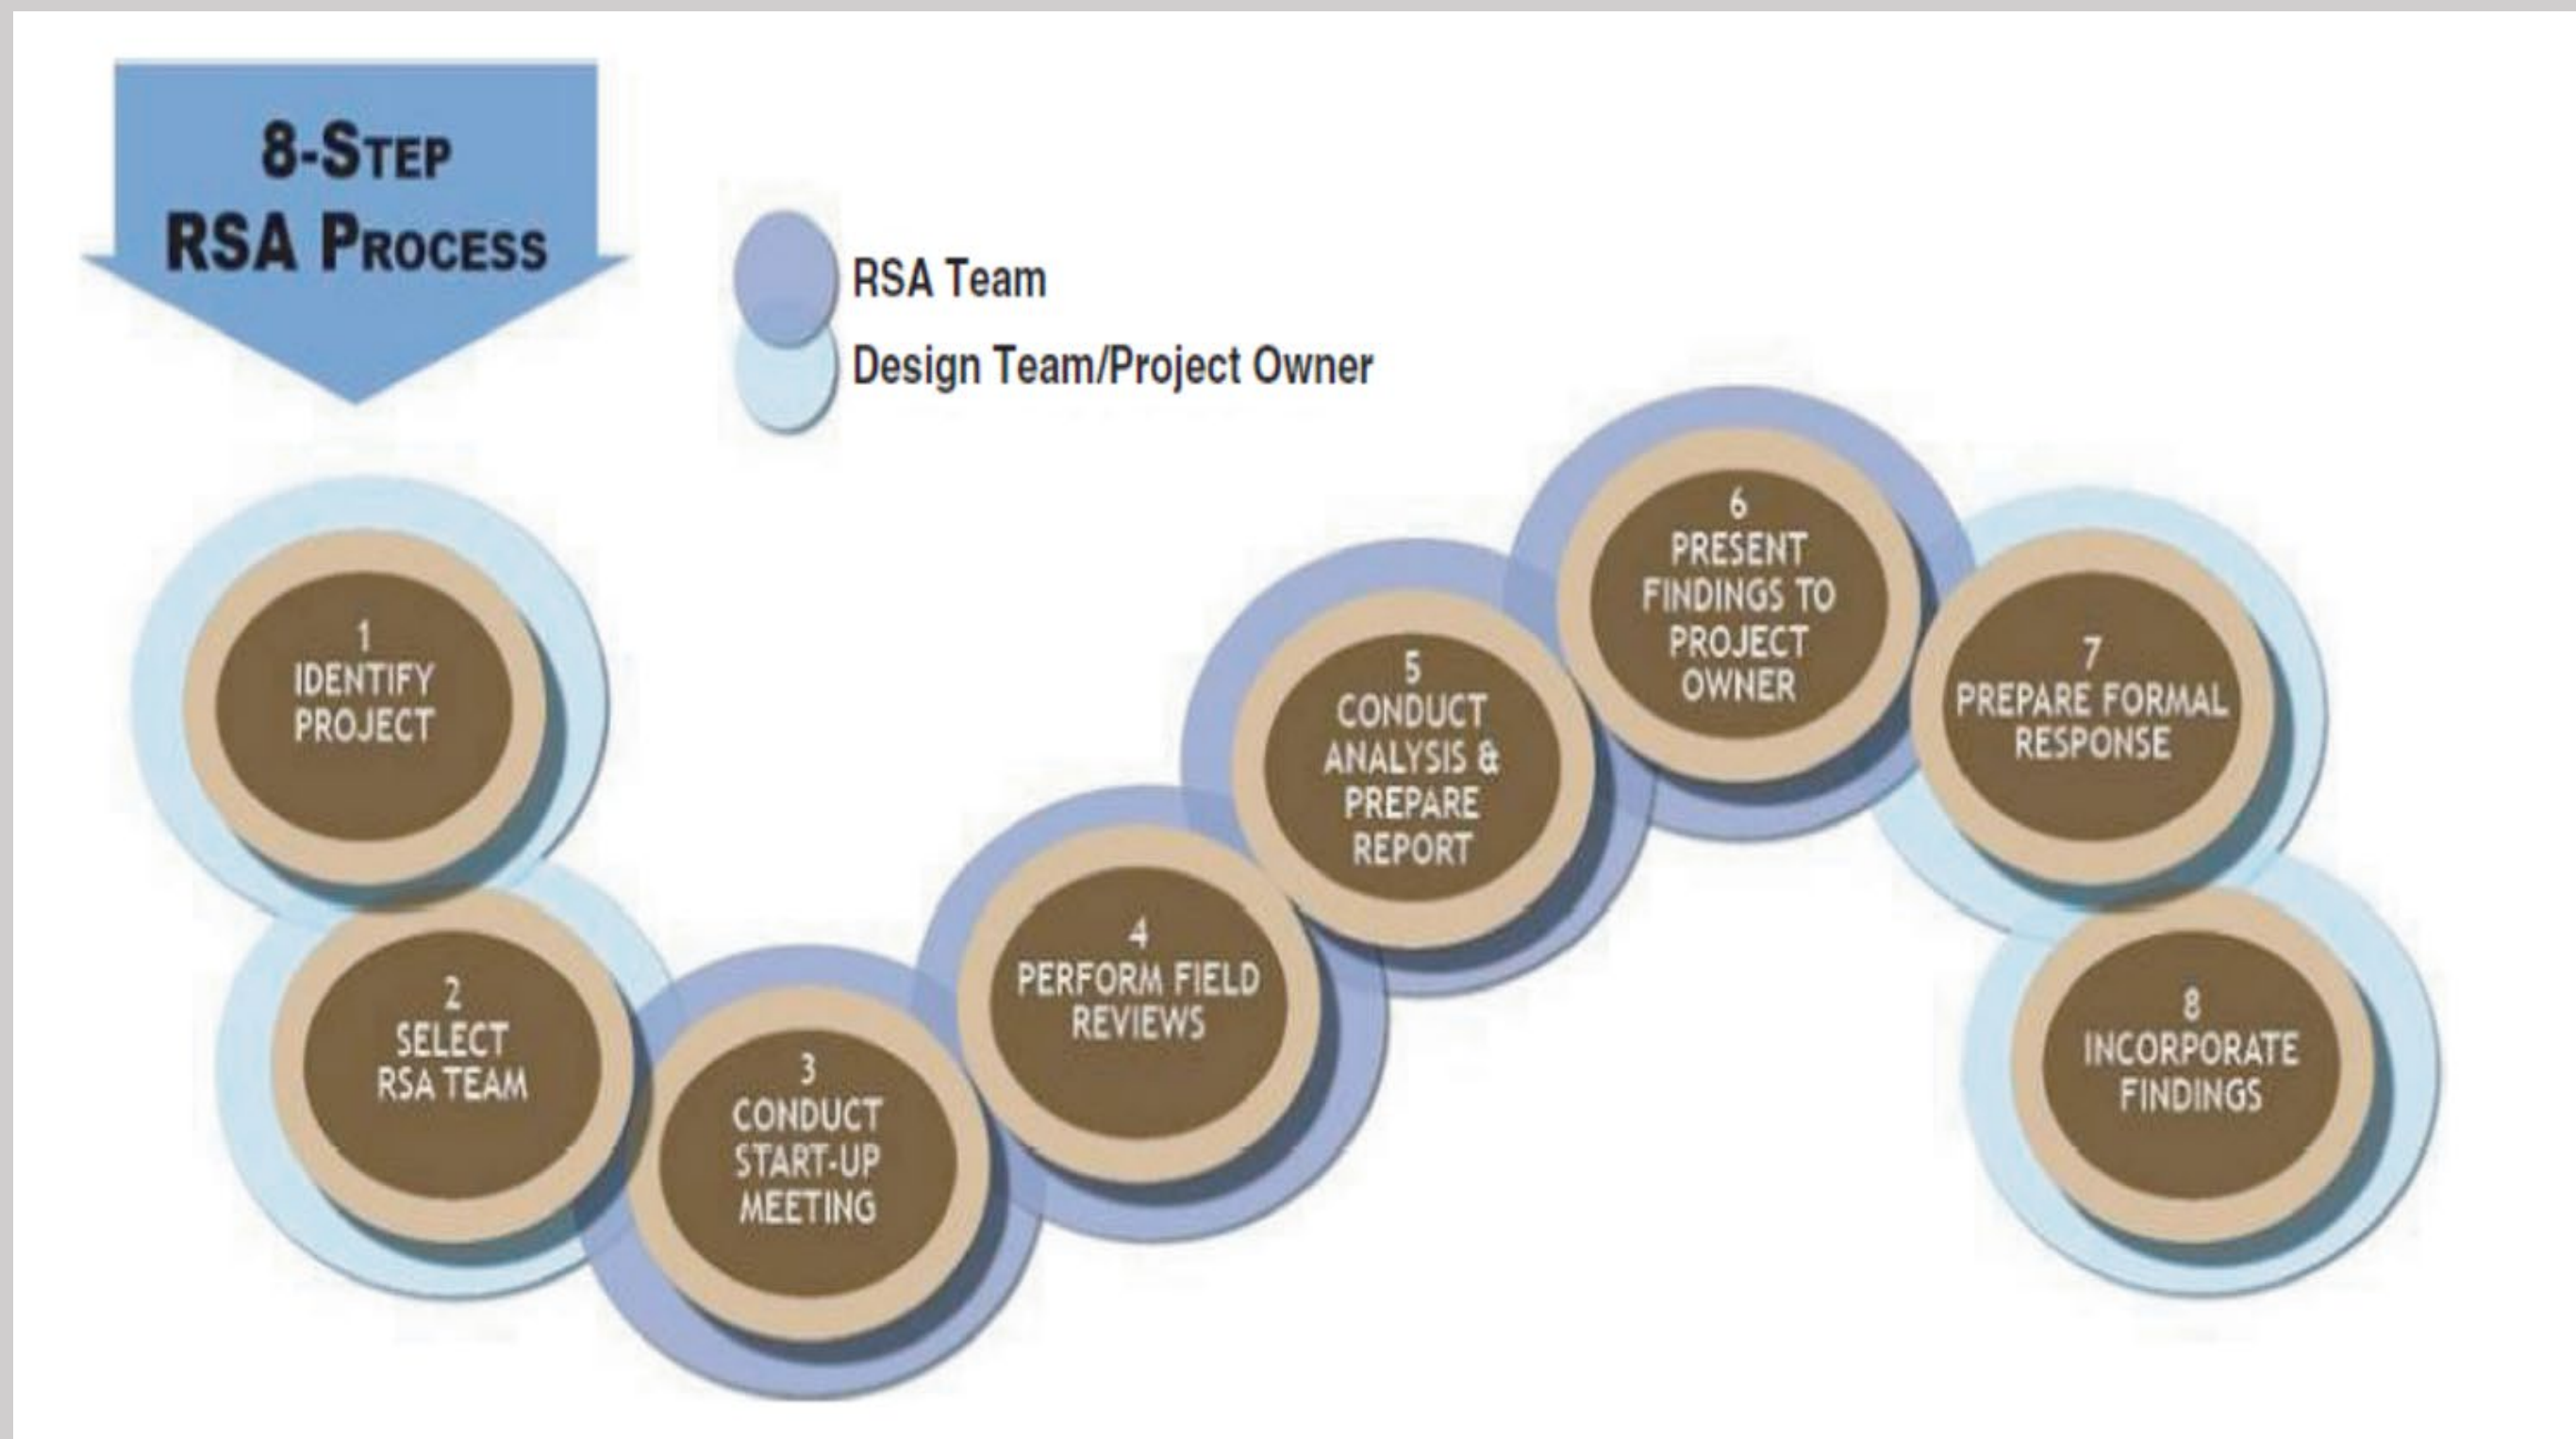 8-STEP
RSA PROCESS
RSA Team
Design Team/Project Owner
1
IDENTIFY
PROJECT
2
SELECT
RSA TEAM
3
CONDUCT
START-UP
MEETING
4
PERFORM FIELD
REVIEWS
5
CONDUCT
ANALYSIS &
PREPARE
REPORT
6
PRESENT
FINDINGS TO
PROJECT
OWNER
7
PREPARE FORMAL
RESPONSE
8
INCORPORATE
FINDINGS